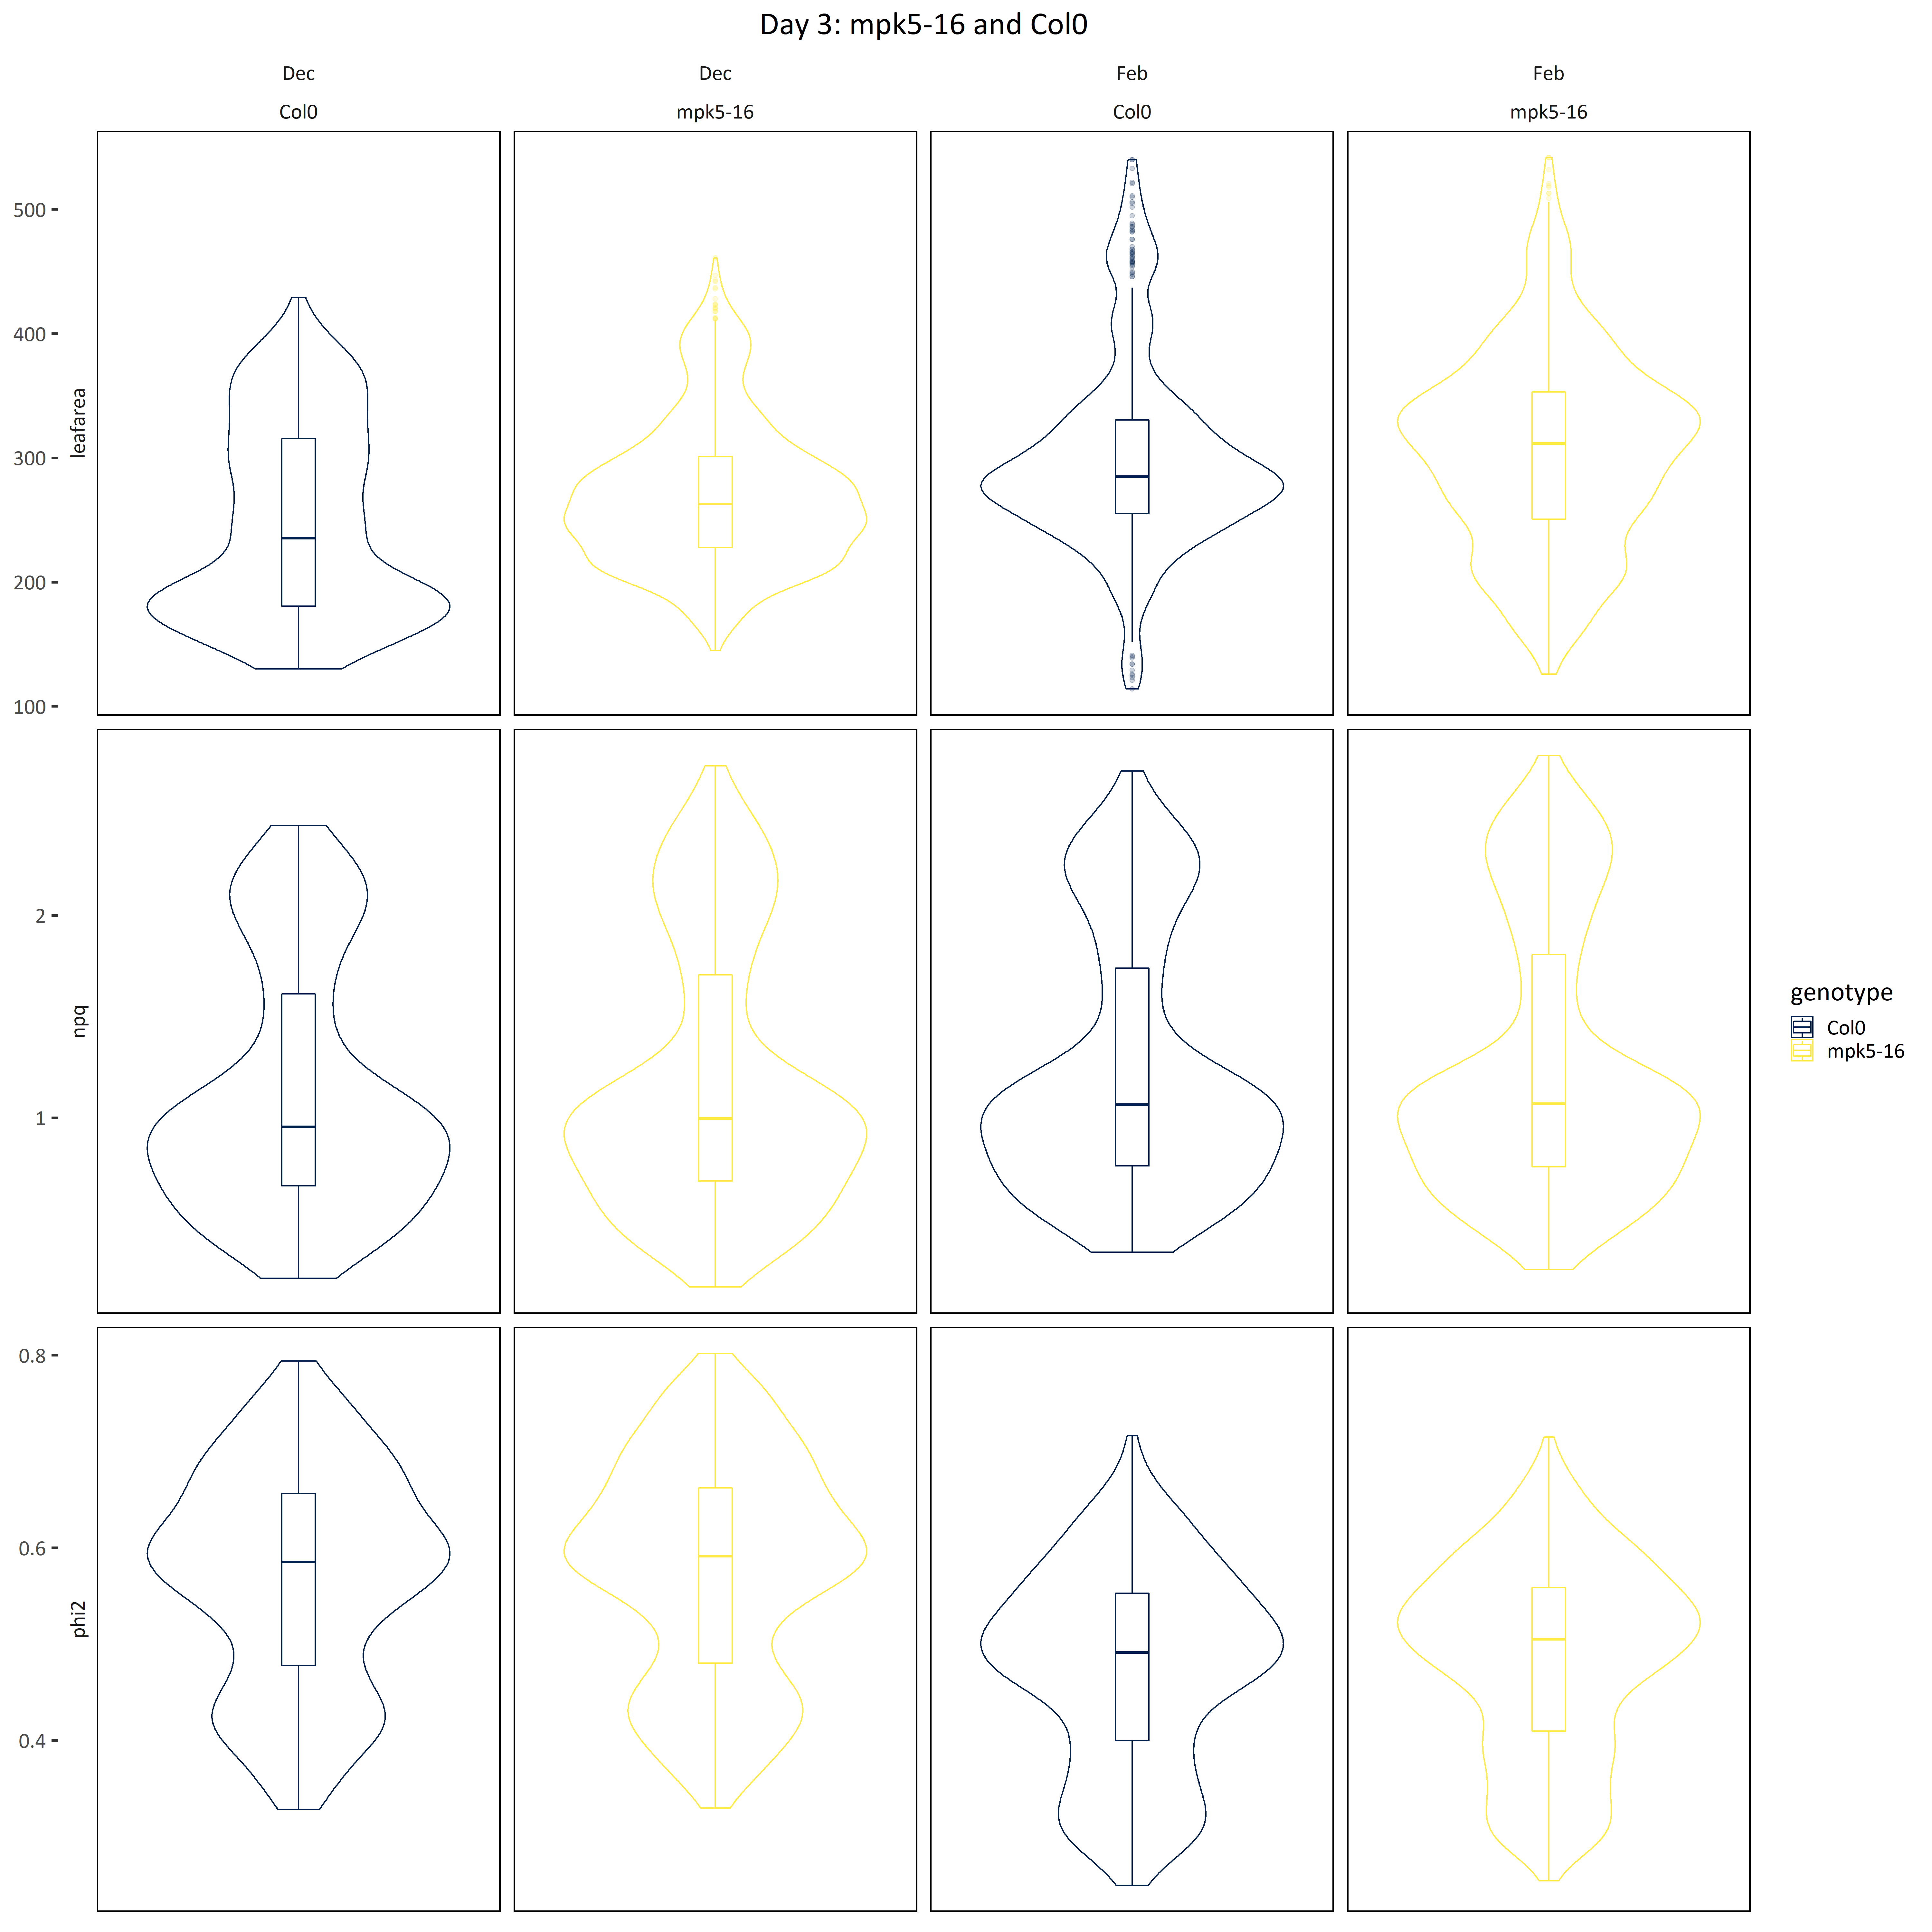 Day 3: mpk5-16 and Col0
Dec
Dec
Feb
Feb
Col0
mpk5-16
Col0
mpk5-16
500
400
300
200
100
leafarea
2
1
npq
0.8
0.6
0.4
phi2
genotype
Col0
mpk5-16